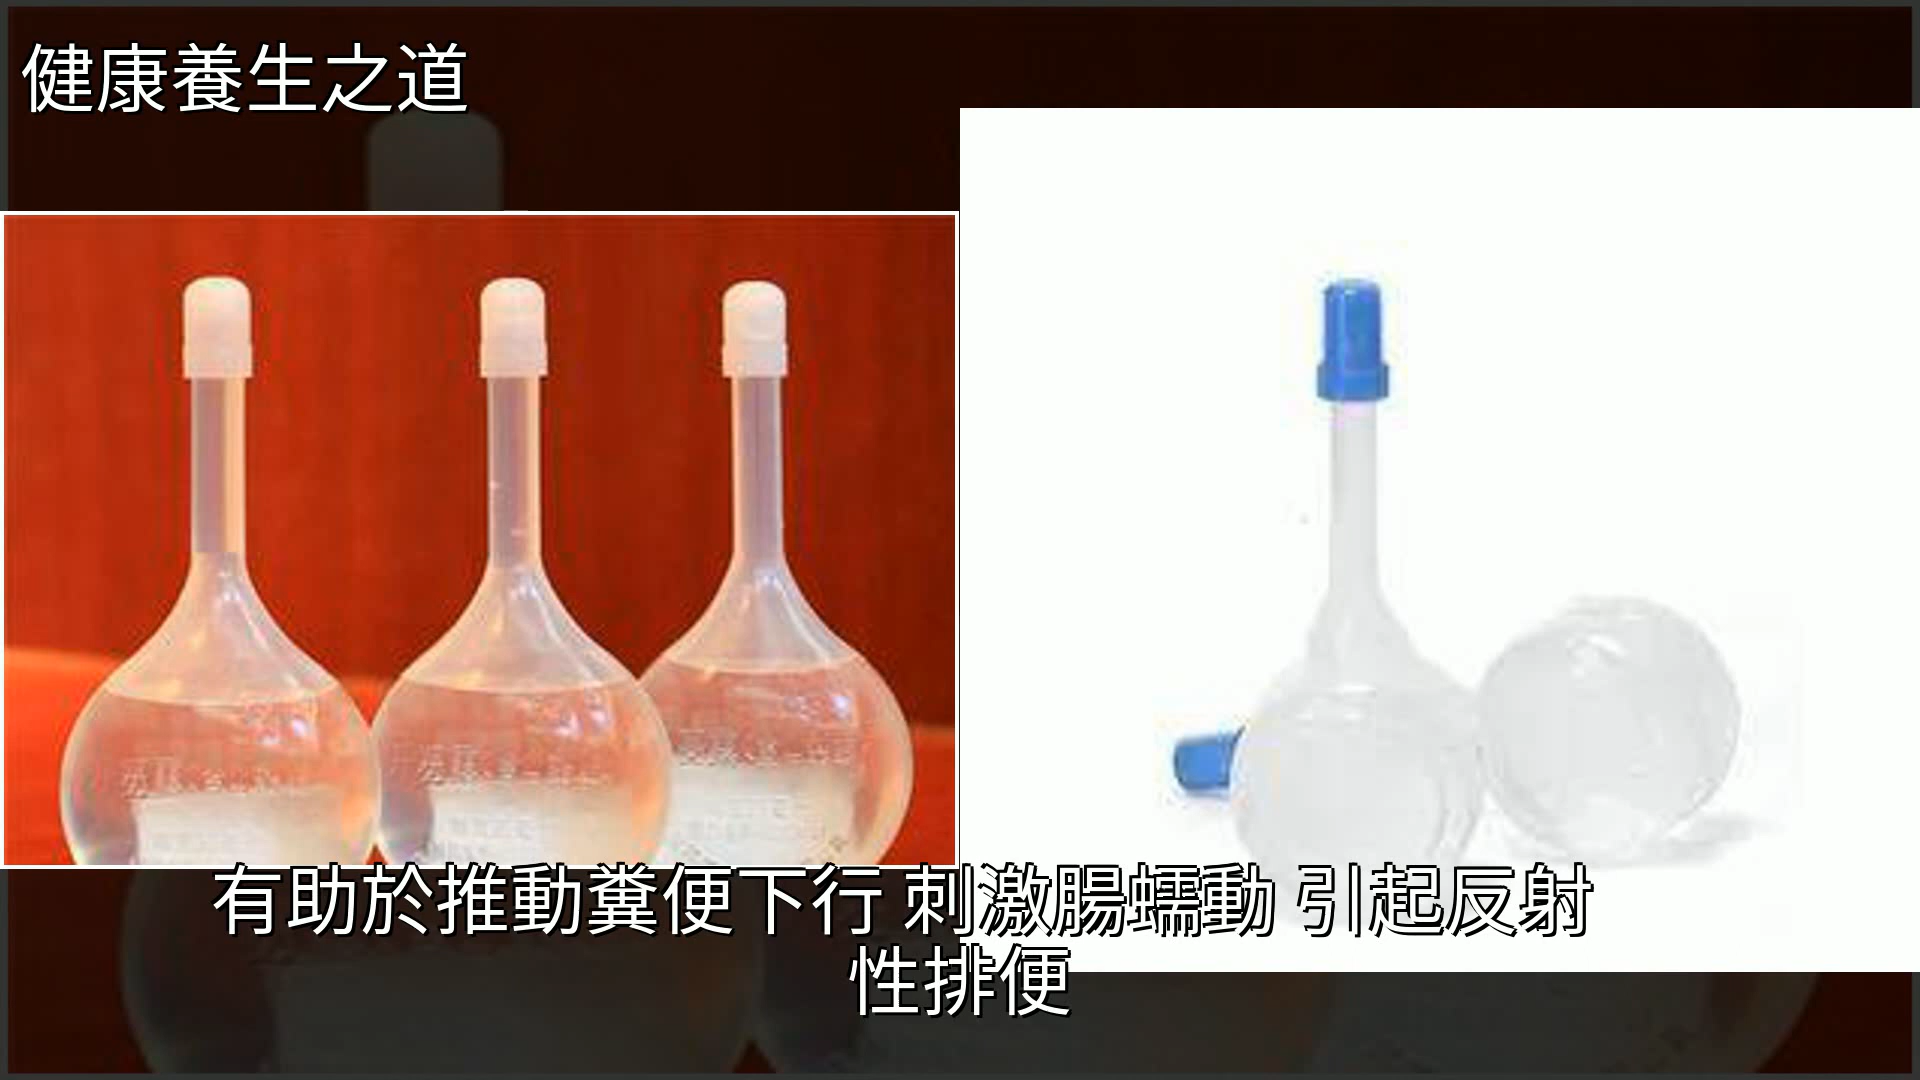 健康養生之道
有助於推動糞便下行 刺激腸蠕動 引起反射
性排便